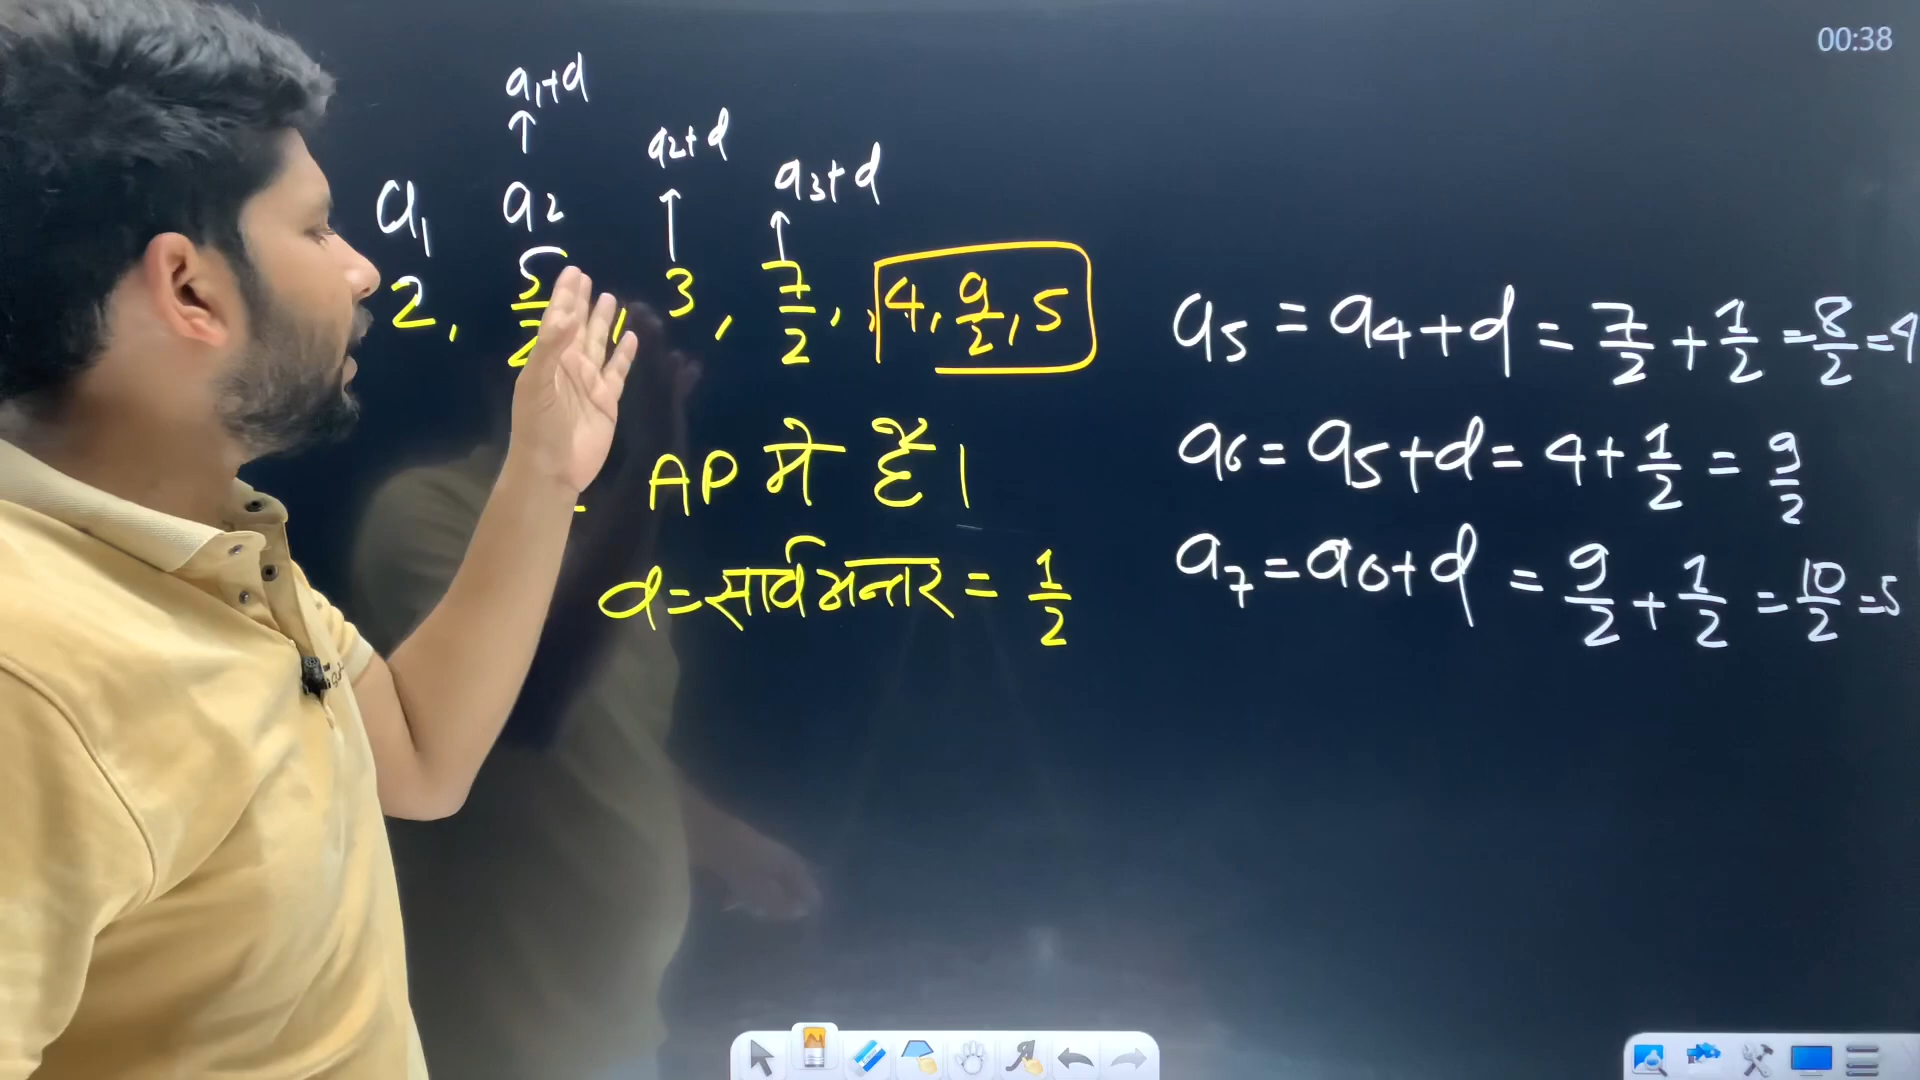 00:38
a₁+d
↑
a₂+d
↑
a₃+d
↑
a₁ a₂
2, 5/2, 3, 7/2, , 4, 9/2, 5
AP मे हैं।
d = सार्वअन्तर = 1/2
a₅ = a₄+d = 7/2 + 1/2 = 8/2 = 4
a₆ = a₅+d = 4 + 1/2 = 9/2
a₇ = a₆+d = 9/2 + 1/2 = 10/2 = 5